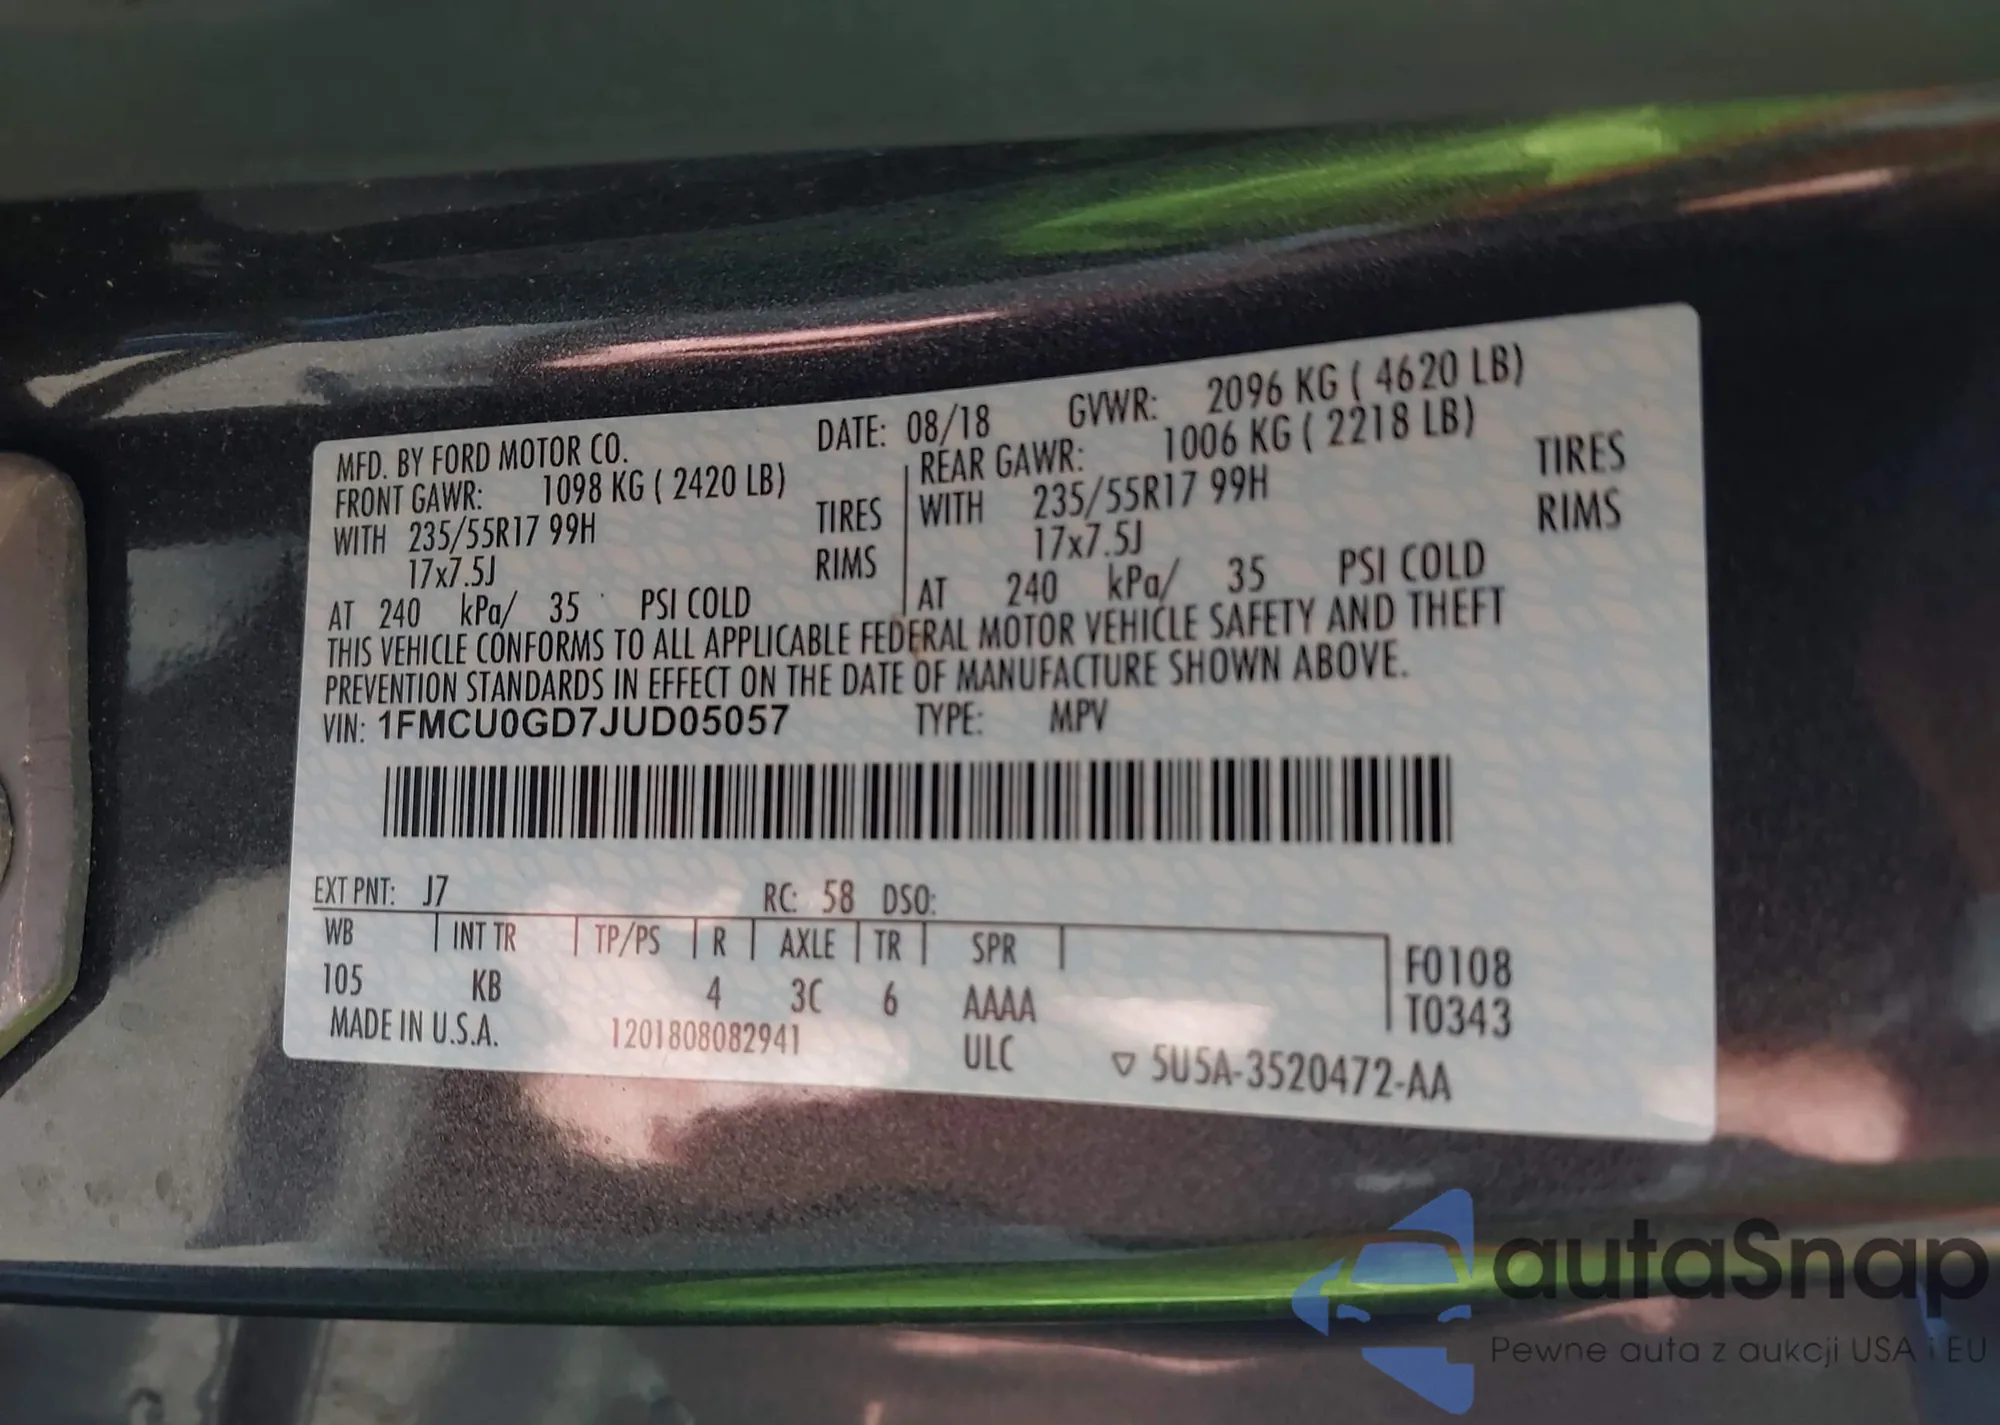 MFD. BY FORD MOTOR CO. DATE: 08/18 GVWR: 2096 KG ( 4620 LB)
FRONT GAWR: 1098 KG ( 2420 LB) REAR GAWR: 1006 KG ( 2218 LB)
WITH 235/55R17 99H TIRES WITH 235/55R17 99H TIRES
17x7.5J RIMS 17x7.5J RIMS
AT 240 kPa/ 35 PSI COLD AT 240 kPa/ 35 PSI COLD
THIS VEHICLE CONFORMS TO ALL APPLICABLE FEDERAL MOTOR VEHICLE SAFETY AND THEFT
PREVENTION STANDARDS IN EFFECT ON THE DATE OF MANUFACTURE SHOWN ABOVE.
VIN: 1FMCU0GD7JUD05057 TYPE: MPV
EXT PNT: J7 RC: 58 DSO:
WB INT TR TP/PS R AXLE TR SPR F0108
105 KB 4 3C 6 AAAA T0343
MADE IN U.S.A. 1201808082941 ULC ▽ 5U5A-3520472-AA
autaSnap
Pewne auta z aukcji USA i EU